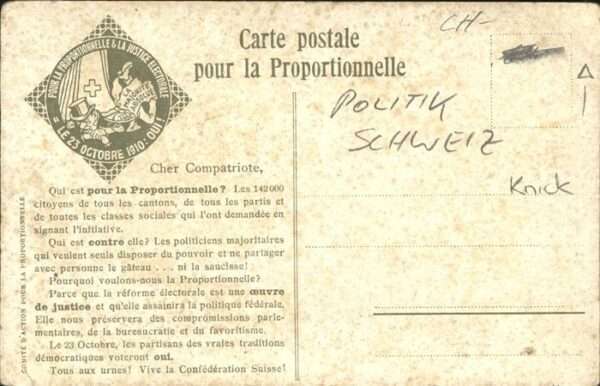 Carte postale
pour la Proportionnelle
CH-
POUR LA PROPORTIONNELLE & LA JUSTICE ÉLECTORALE
LE 23 OCTOBRE 1910: OUI!
POLITIK
SCHWEIZ
Knick
Cher Compatriote,
Qui est pour la Proportionnelle? Les 142000
citoyens de tous les cantons, de tous les partis et
de toutes les classes sociales qui l'ont demandée en
signant l'initiative.
Qui est contre elle? Les politiciens majoritaires
qui veulent seuls disposer du pouvoir et ne partager
avec personne le gâteau . . . ni la saucisse!
Pourquoi voulons-nous la Proportionnelle?
Parce que la réforme électorale est une œuvre
de justice et qu'elle assainira la politique fédérale.
Elle nous préservera des compromissions parle-
mentaires, de la bureaucratie et du favoritisme.
Le 23 Octobre, les partisans des vraies traditions
démocratiques voteront oui.
Tous aux urnes! Vive la Confédération Suisse!
COMITÉ D'ACTION POUR LA PROPORTIONNELLE